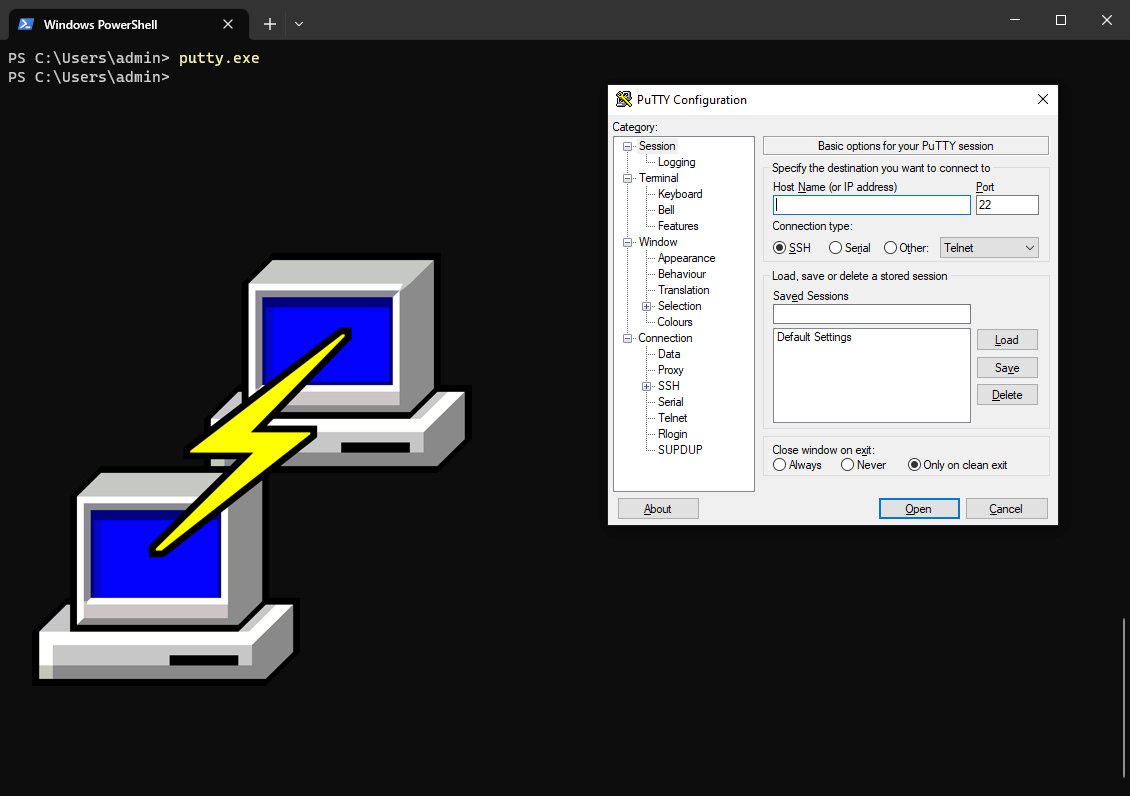 Windows PowerShell
PS C:\Users\admin> putty.exe
PS C:\Users\admin>
PuTTY Configuration
Category:
Session
Logging
Terminal
Keyboard
Bell
Features
Window
Appearance
Behaviour
Translation
Selection
Colours
Connection
Data
Proxy
SSH
Serial
Telnet
Rlogin
SUPDUP
Basic options for your PuTTY session
Specify the destination you want to connect to
Host Name (or IP address) Port
22
Connection type:
SSH Serial Other: Telnet
Load, save or delete a stored session
Saved Sessions
Default Settings
Load
Save
Delete
Close window on exit:
Always Never Only on clean exit
About Open Cancel